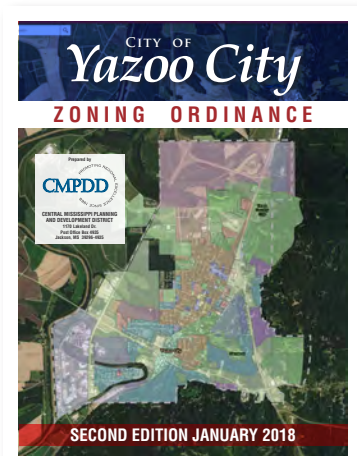 CITY OF
Yazoo City
ZONING ORDINANCE
Prepared by
CMPDD
CENTRAL MISSISSIPPI PLANNING
AND DEVELOPMENT DISTRICT
1170 Lakeland Dr.
Post Office Box 4935
Jackson, MS 39296-4935
SECOND EDITION JANUARY 2018